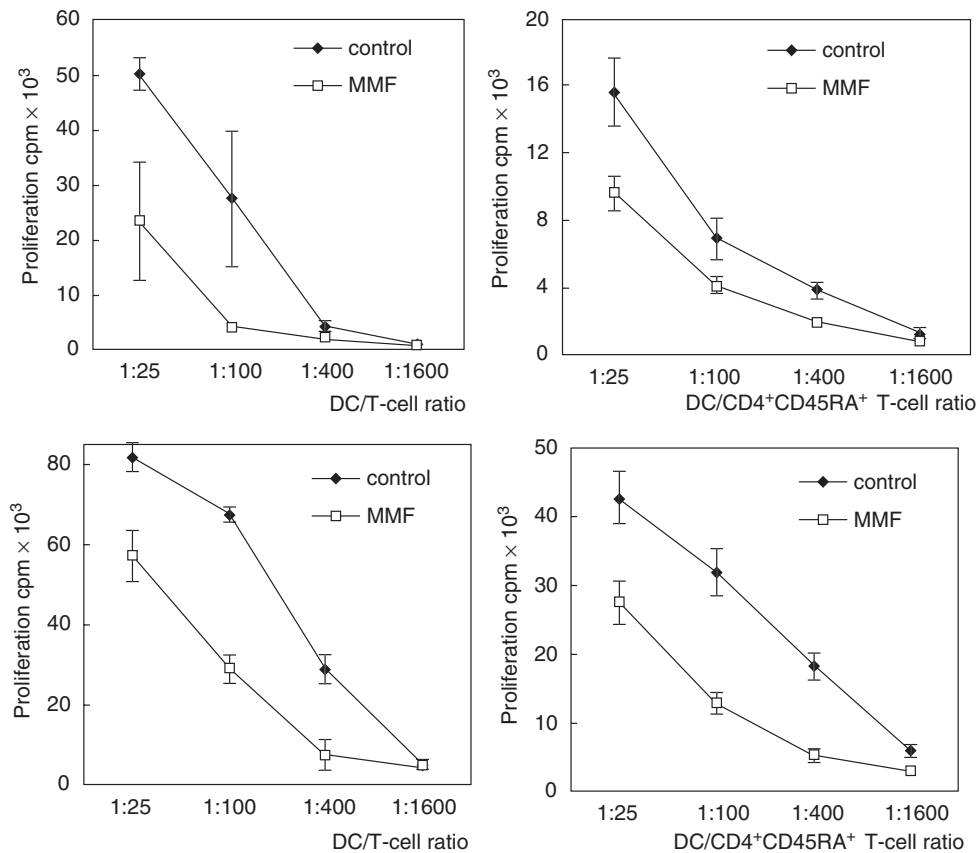 Proliferation cpm × 10³
60
50
40
30
20
10
0
control
MMF
1:25 1:100 1:400 1:1600
DC/T-cell ratio
Proliferation cpm × 10³
20
16
12
8
4
0
control
MMF
1:25 1:100 1:400 1:1600
DC/CD4⁺CD45RA⁺ T-cell ratio
Proliferation cpm × 10³
80
60
40
20
0
control
MMF
1:25 1:100 1:400 1:1600
DC/T-cell ratio
Proliferation cpm × 10³
50
40
30
20
10
0
control
MMF
1:25 1:100 1:400 1:1600
DC/CD4⁺CD45RA⁺ T-cell ratio